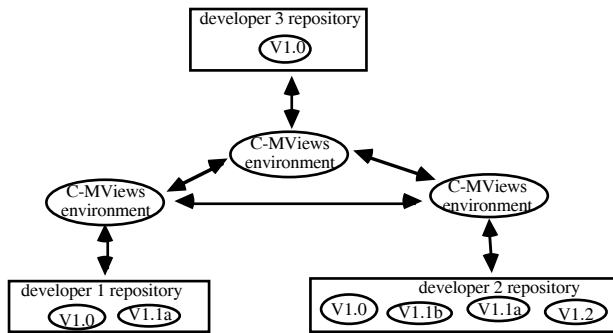 developer 3 repository
V1.0
C-MViews
environment
C-MViews
environment
C-MViews
environment
developer 1 repository
V1.0 V1.1a
developer 2 repository
V1.0 V1.1b V1.1a V1.2